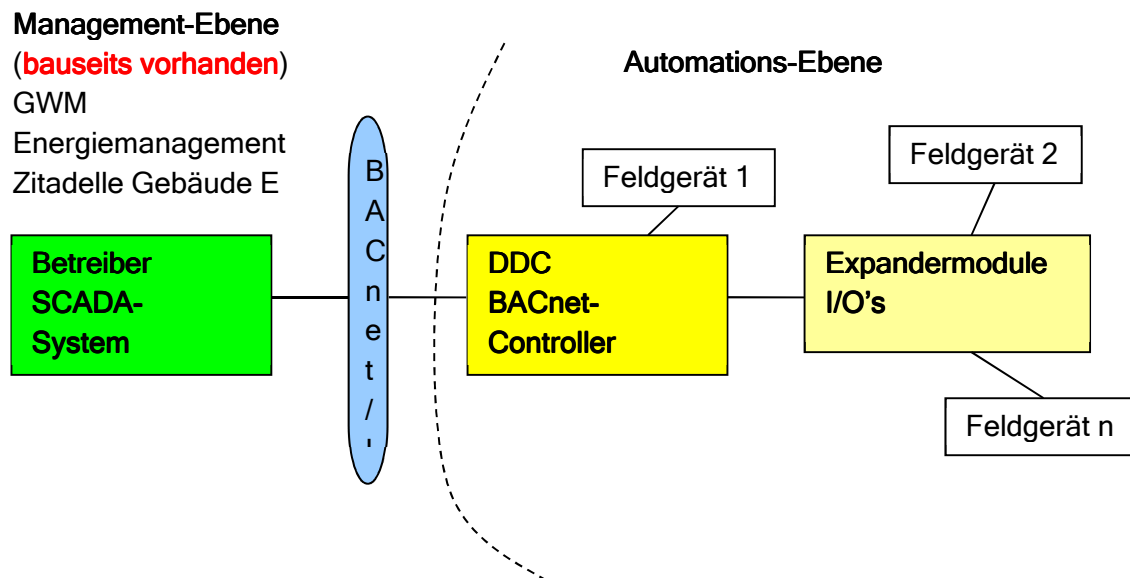 Management-Ebene
(bauseits vorhanden)
GWM
Energiemanagement
Zitadelle Gebäude E
Automations-Ebene
BACnet/
Feldgerät 1
Feldgerät 2
Betreiber
SCADA-
System
DDC
BACnet-
Controller
Expandermodule
I/O's
Feldgerät n